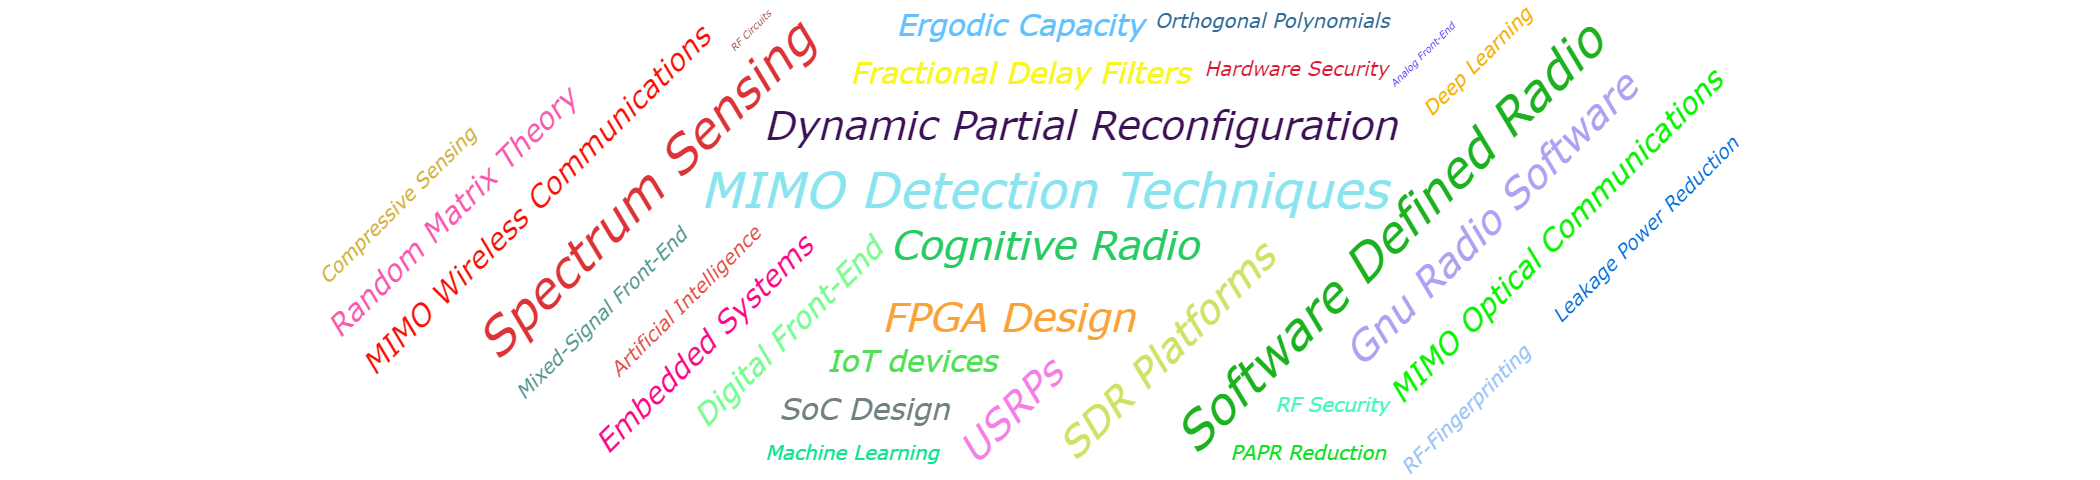 Compressive Sensing
Random Matrix Theory
MIMO Wireless Communications
RF Circuits
Spectrum Sensing
Mixed-Signal Front-End
Artificial Intelligence
Embedded Systems
Digital Front-End
Ergodic Capacity
Orthogonal Polynomials
Fractional Delay Filters
Hardware Security
Dynamic Partial Reconfiguration
MIMO Detection Techniques
Cognitive Radio
FPGA Design
IoT devices
SoC Design
Machine Learning
USRPs
SDR Platforms
Analog Front-End
Deep Learning
Software Defined Radio
Gnu Radio Software
MIMO Optical Communications
Leakage Power Reduction
RF Security
PAPR Reduction
RF-Fingerprinting